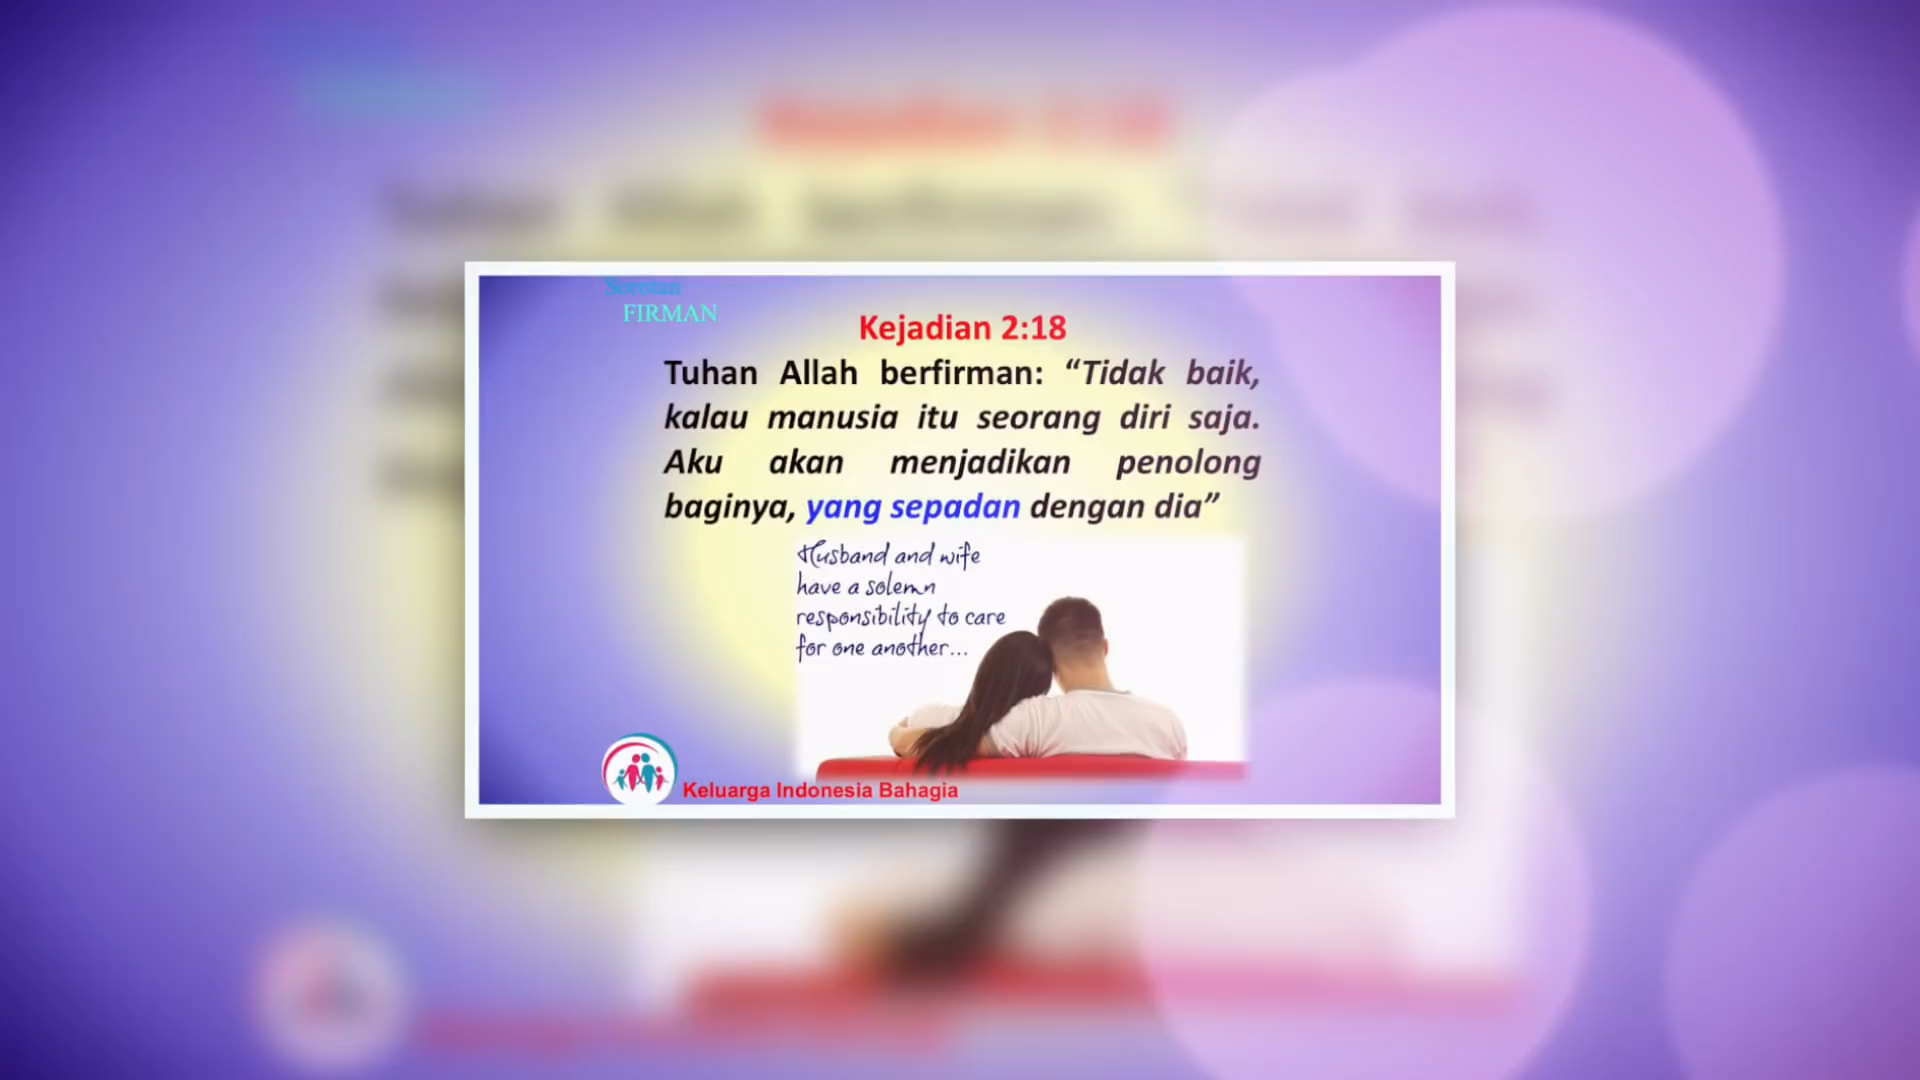 Sorotan
FIRMAN
Kejadian 2:18
Tuhan Allah berfirman: “Tidak baik,
kalau manusia itu seorang diri saja.
Aku akan menjadikan penolong
baginya, yang sepadan dengan dia”
Husband and wife
have a solemn
responsibility to care
for one another...
Keluarga Indonesia Bahagia